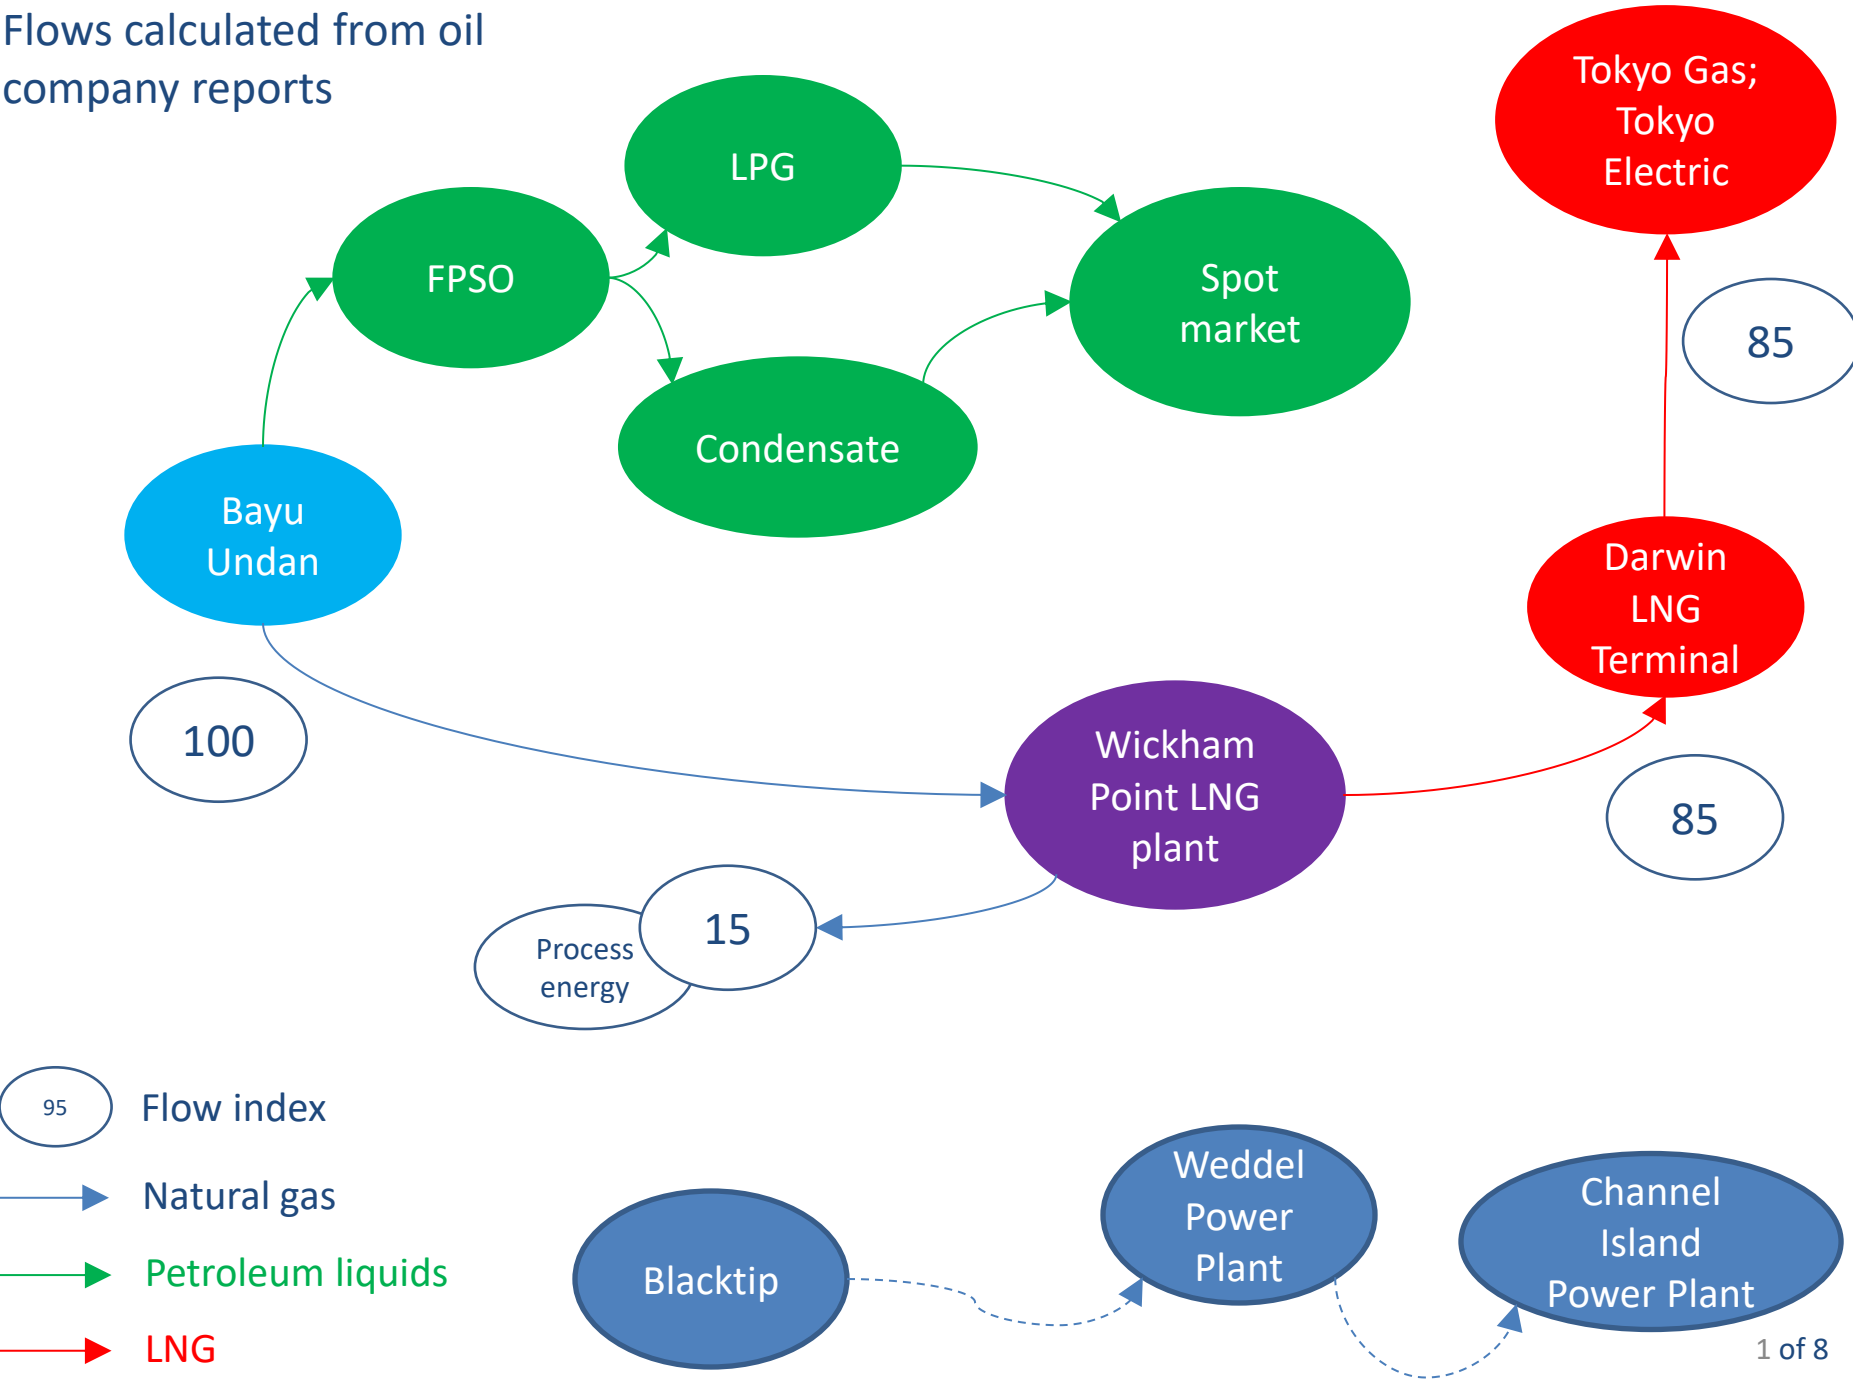 Flows calculated from oil
company reports
Tokyo Gas;
Tokyo
Electric
LPG
FPSO
Spot
market
85
Condensate
Bayu
Undan
Darwin
LNG
Terminal
100
Wickham
Point LNG
plant
85
15
Process
energy
95
Flow index
Natural gas
Petroleum liquids
LNG
Blacktip
Weddel
Power
Plant
Channel
Island
Power Plant
1 of 8